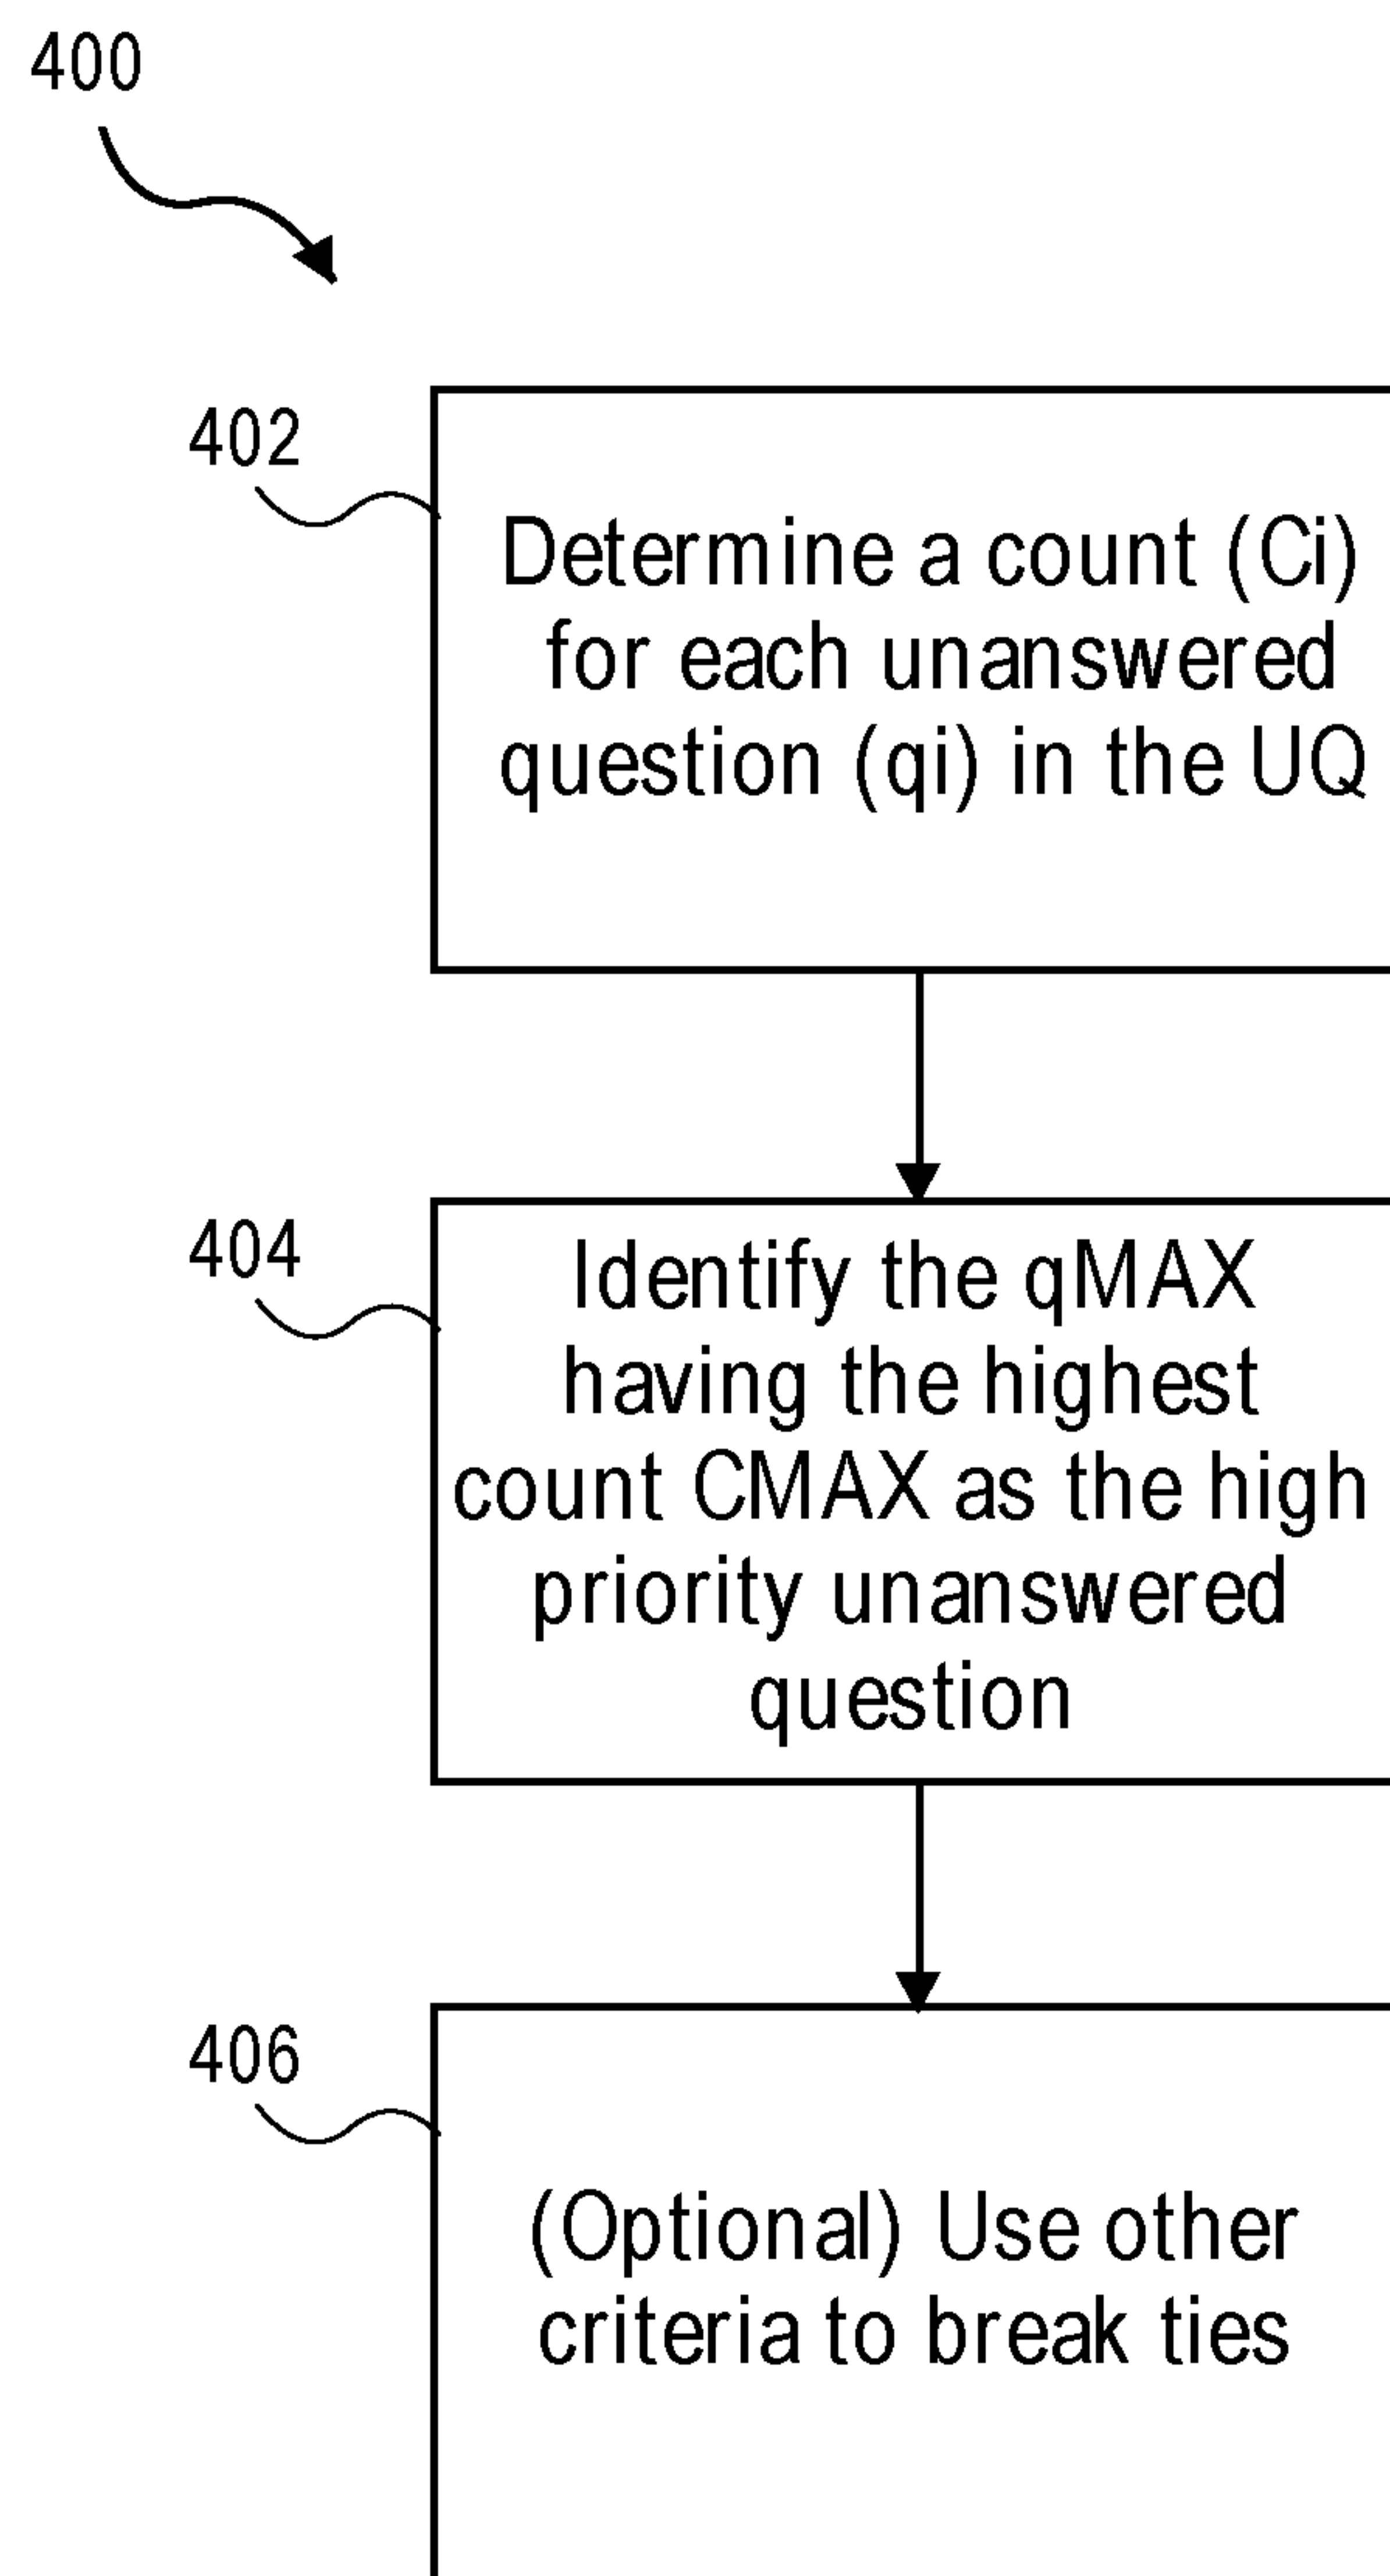 400
402
Determine a count (Ci)
for each unanswered
question (qi) in the UQ
404
Identify the qMAX
having the highest
count CMAX as the high
priority unanswered
question
406
(Optional) Use other
criteria to break ties